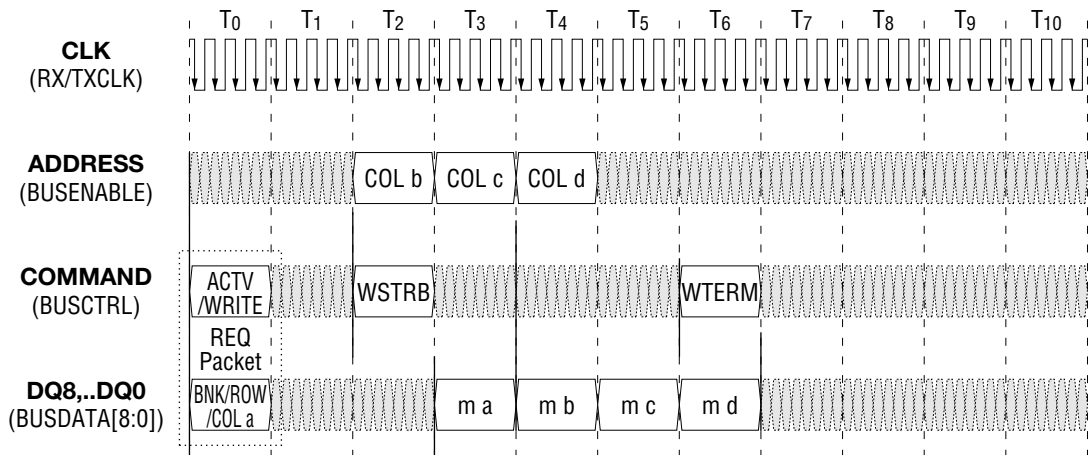 T0 T1 T2 T3 T4 T5 T6 T7 T8 T9 T10
CLK
(RX/TXCLK)
ADDRESS
(BUSENABLE)
COL b COL c COL d
COMMAND
(BUSCTRL)
ACTV
/WRITE
WSTRB WTERM
REQ
Packet
DQ8,..DQ0
(BUSDATA[8:0])
BNK/ROW
/COL a
m a m b m c m d